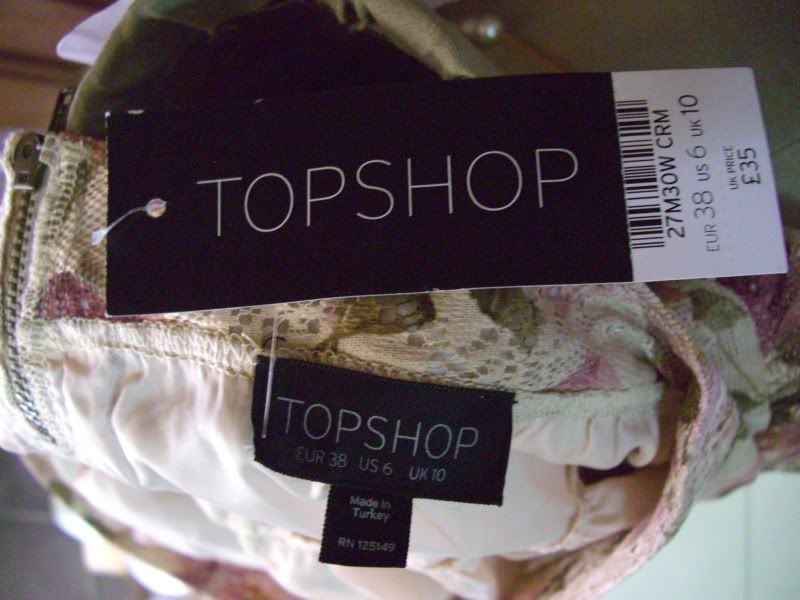 TOPSHOP
27M30W CRM
EUR 38 US 6 UK 10
UK PRICE
£35
TOPSHOP
EUR 38 US 6 UK 10
Made in
Turkey
RN 125149